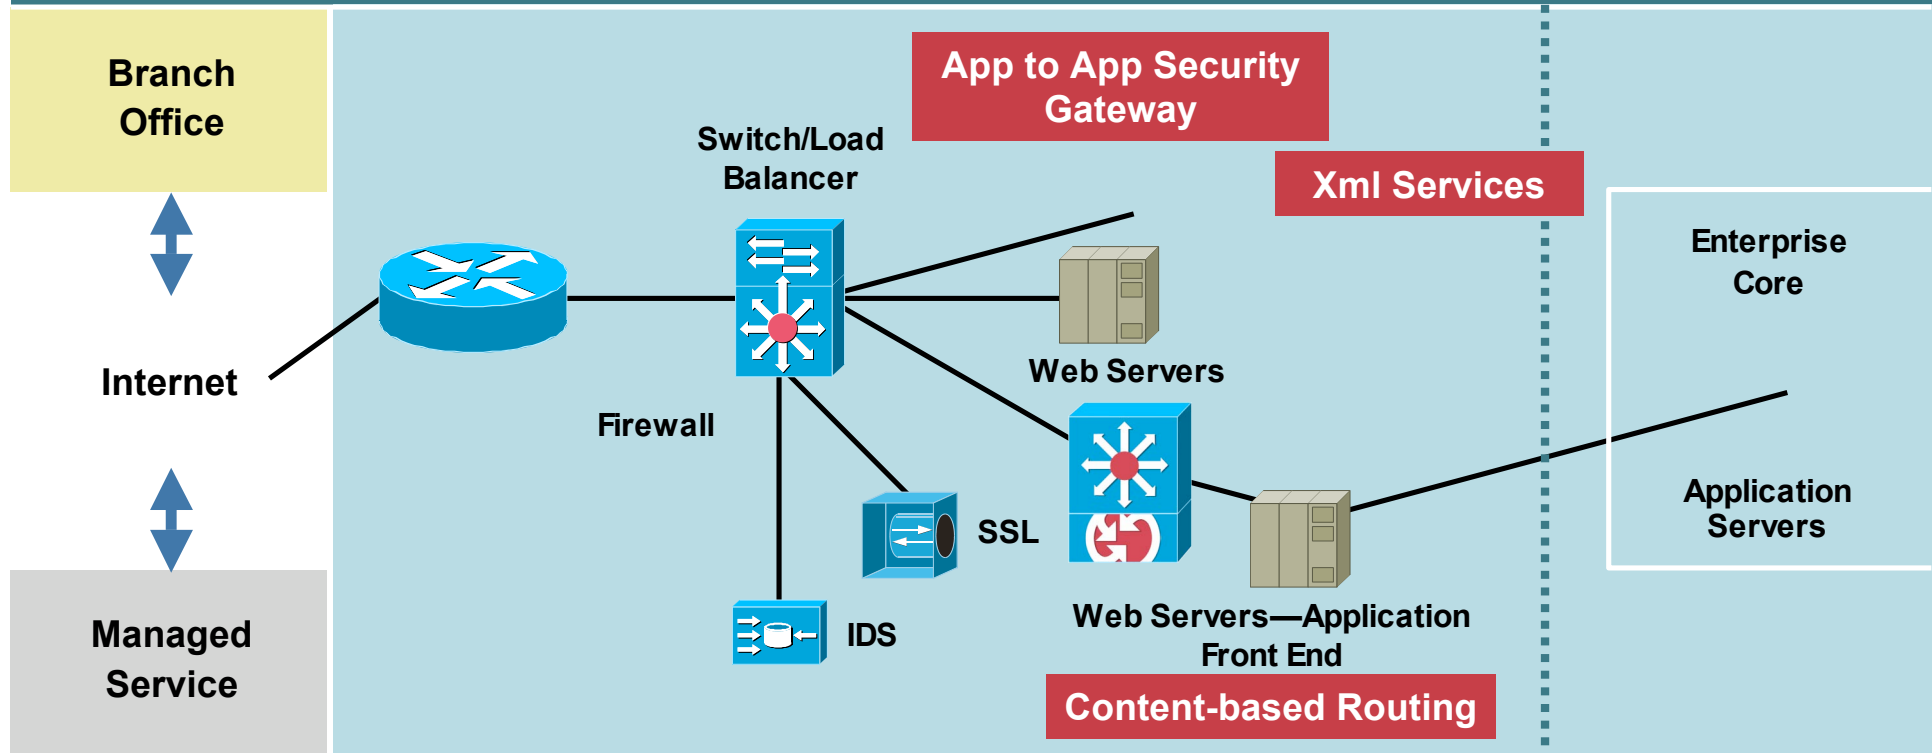 Branch
Office
Internet
Managed
Service
Switch/Load
Balancer
Firewall
IDS
SSL
App to App Security
Gateway
Xml Services
Web Servers
Web Servers—Application
Front End
Content-based Routing
Enterprise
Core
Application
Servers